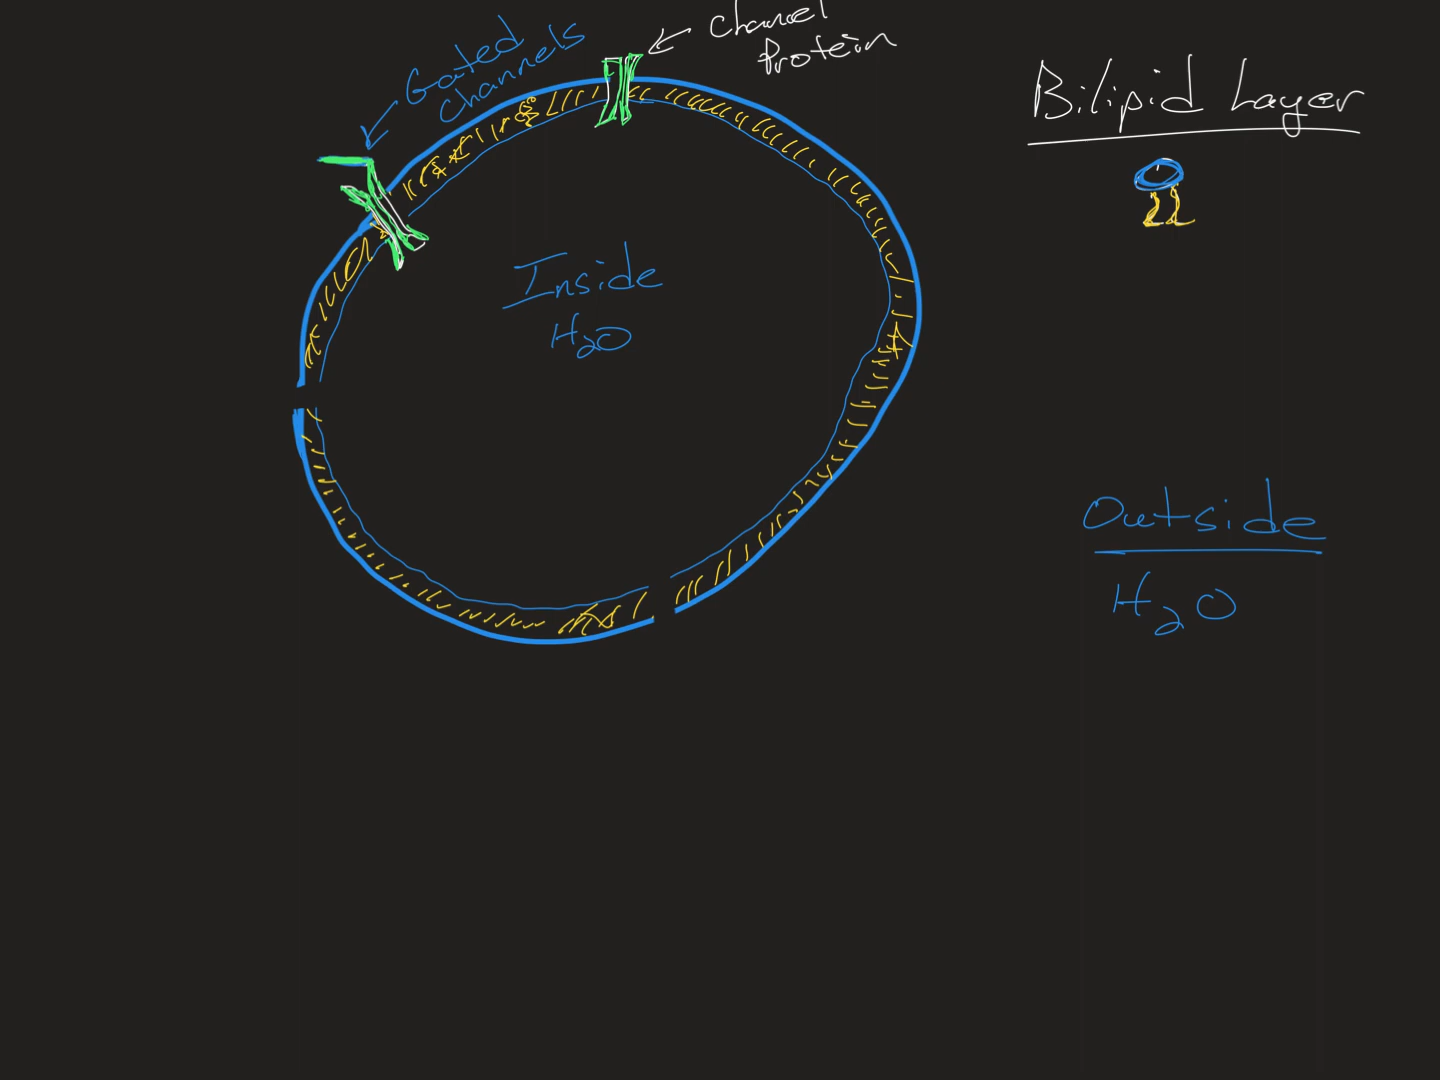 Gated
Channels
Channel
Protein
Bilipid Layer
Inside
H2O
Outside
H2O